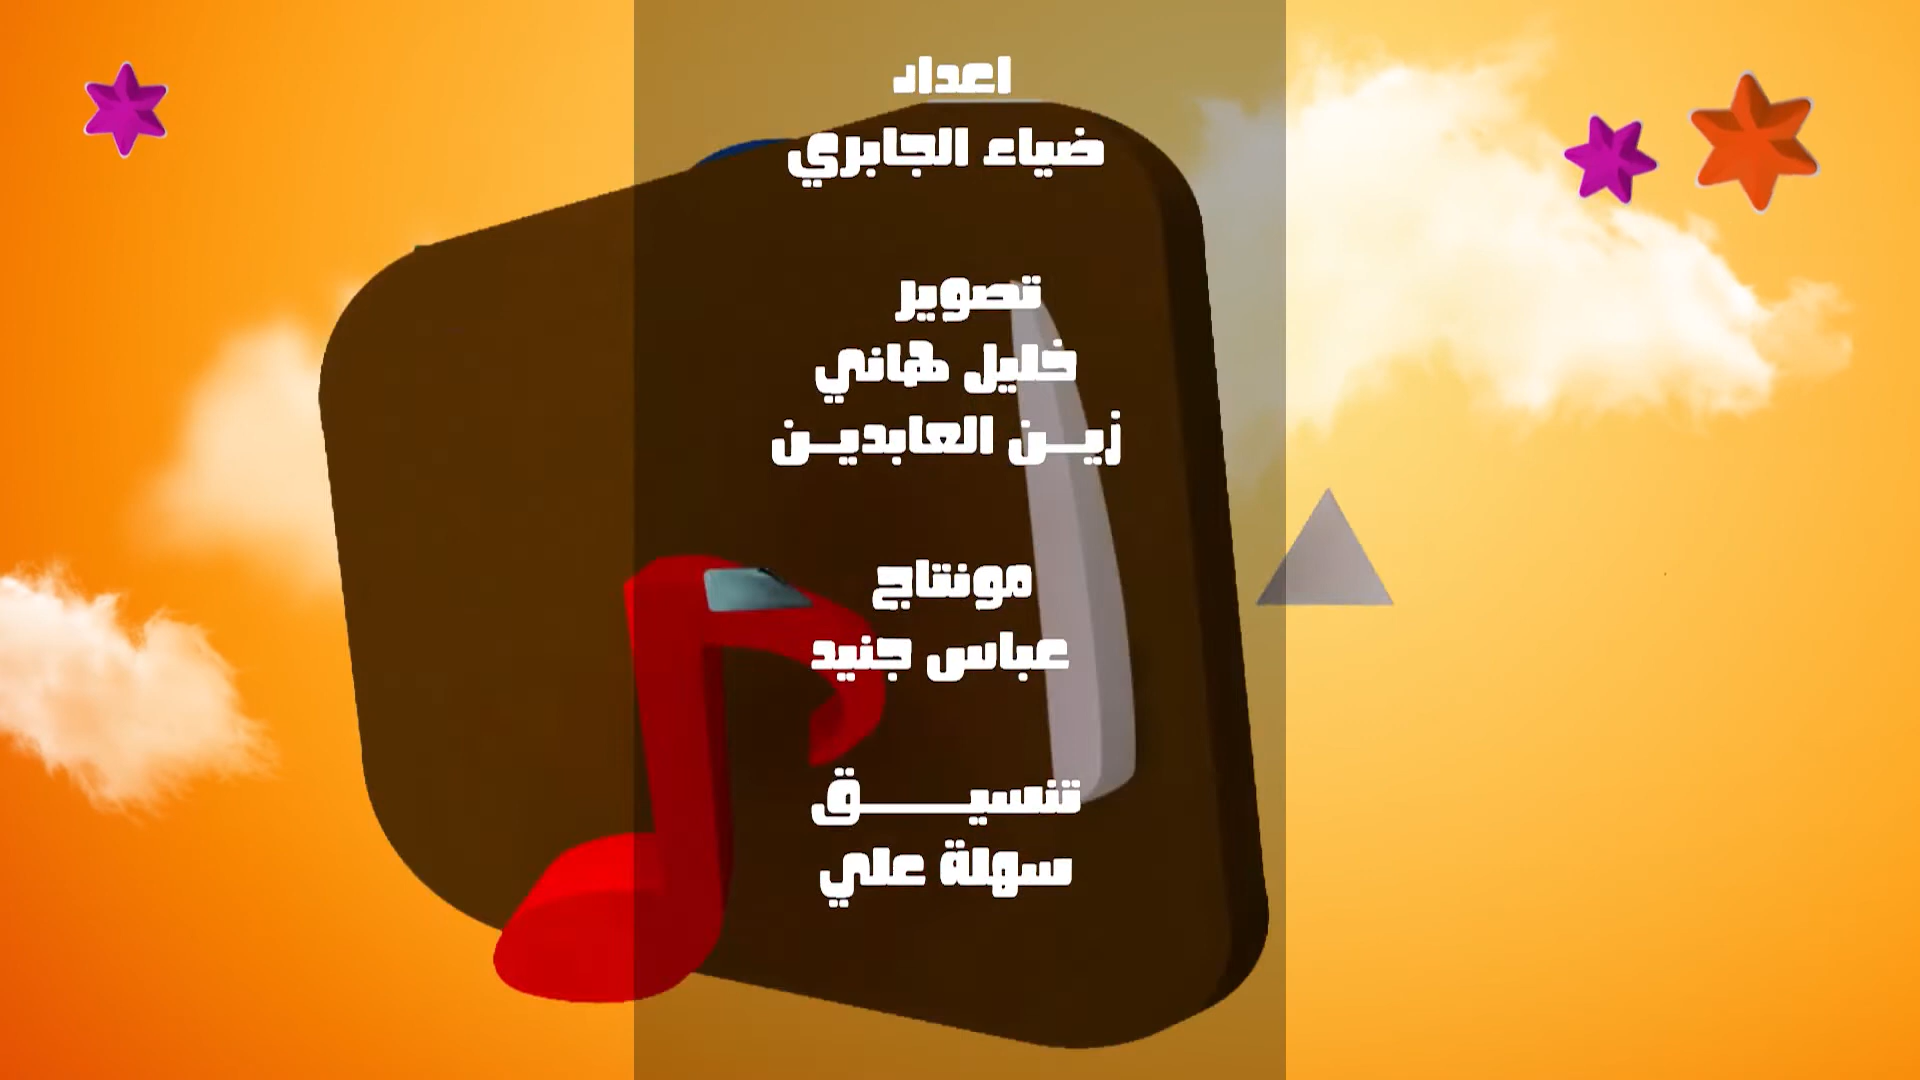 اعداد
ضياء الجابري
تصوير
خليل هاني
زيـن العابديـن
مونتاج
عباس جنيد
تنسيـــق
سهلة علي